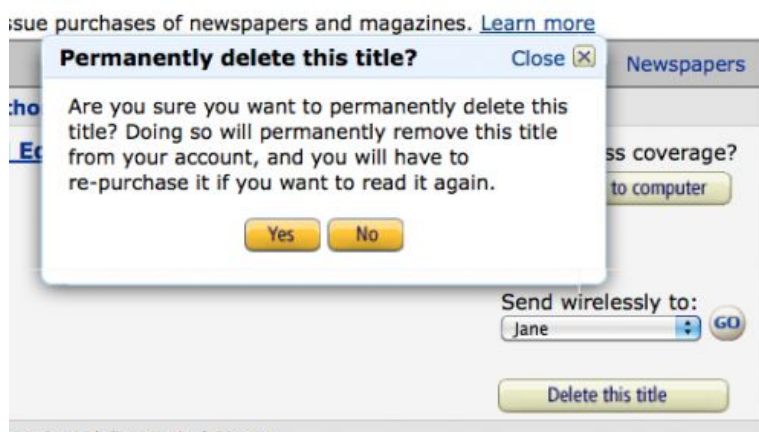 ssue purchases of newspapers and magazines. Learn more
Permanently delete this title? Close
Newspapers
Are you sure you want to permanently delete this
title? Doing so will permanently remove this title
from your account, and you will have to
re-purchase it if you want to read it again.
Yes No
ss coverage?
to computer
Send wirelessly to:
Jane GO
Delete this title